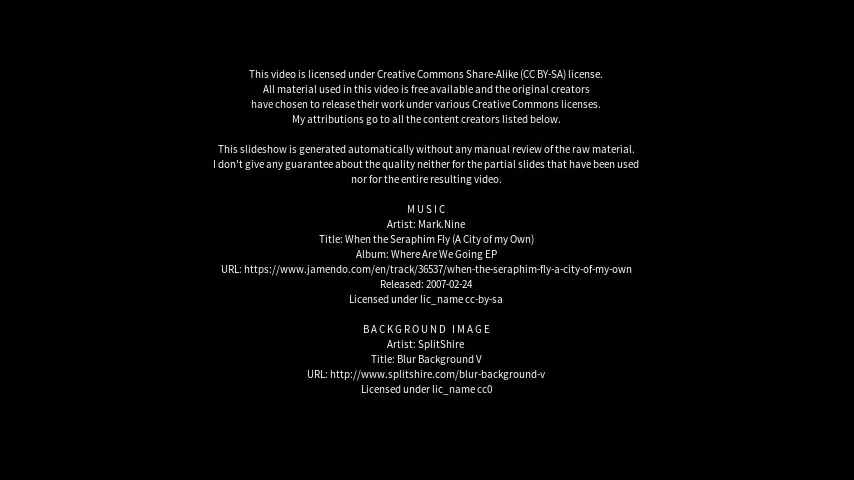 This video is licensed under Creative Commons Share-Alike (CC BY-SA) license.
All material used in this video is free available and the original creators
have chosen to release their work under various Creative Commons licenses.
My attributions go to all the content creators listed below.
This slideshow is generated automatically without any manual review of the raw material.
I don't give any guarantee about the quality neither for the partial slides that have been used
nor for the entire resulting video.
MUSIC
Artist: Mark.Nine
Title: When the Seraphim Fly (A City of my Own)
Album: Where Are We Going EP
URL: https://www.jamendo.com/en/track/36537/when-the-seraphim-fly-a-city-of-my-own
Released: 2007-02-24
Licensed under lic_name cc-by-sa
BACKGROUND IMAGE
Artist: SplitShire
Title: Blur Background V
URL: http://www.splitshire.com/blur-background-v
Licensed under lic_name cc0